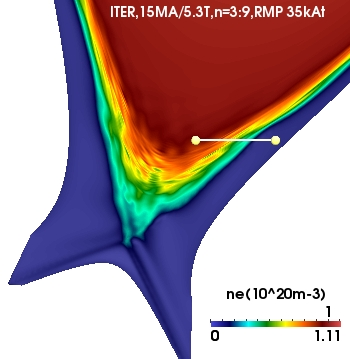 ITER,15MA/5.3T,n=3:9,RMP 35kAt
ne(10^20m-3)
1
0 1.11